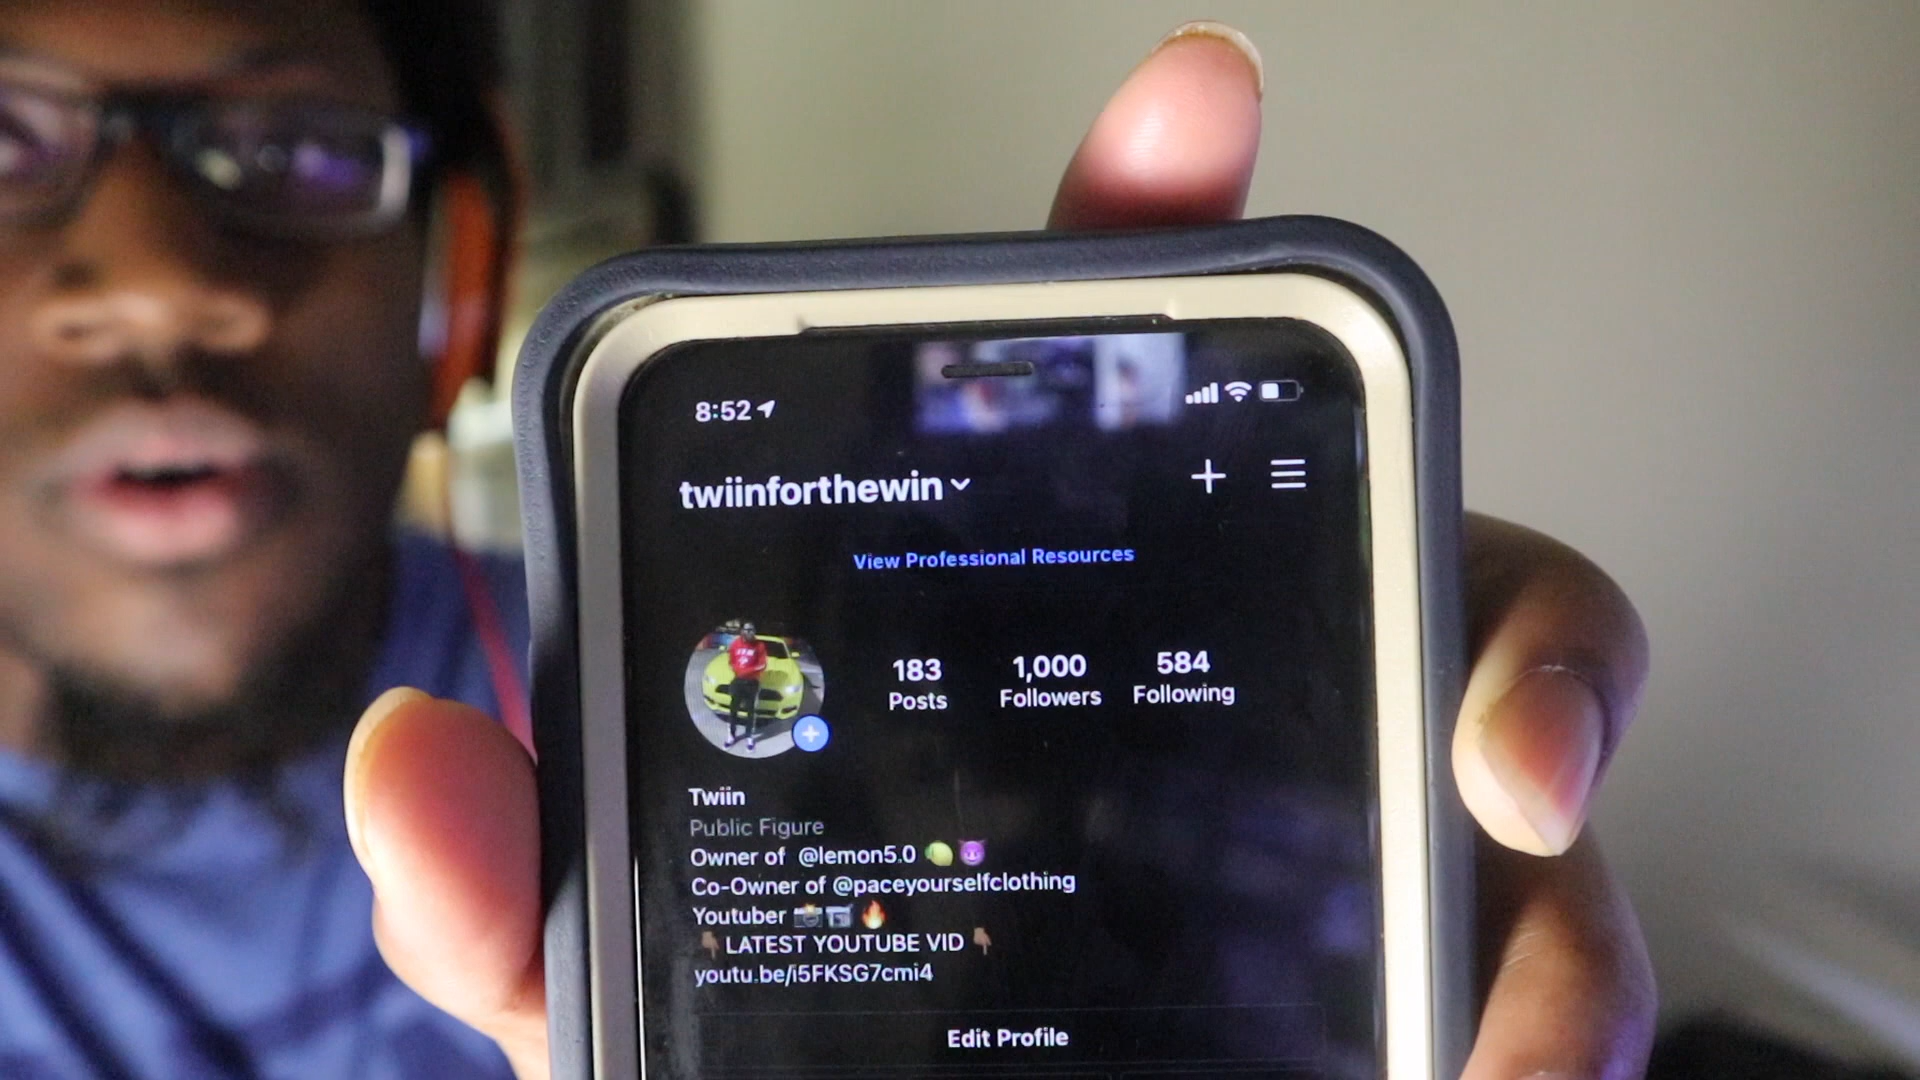 8:52
twiinforthewin
View Professional Resources
183 1,000 584
Posts Followers Following
Twiin
Public Figure
Owner of @lemon5.0 🍋😈
Co-Owner of @paceyourselfclothing
Youtuber 📸📹🔥
👇🏾LATEST YOUTUBE VID👇🏾
youtu.be/i5FKSG7cmi4
Edit Profile